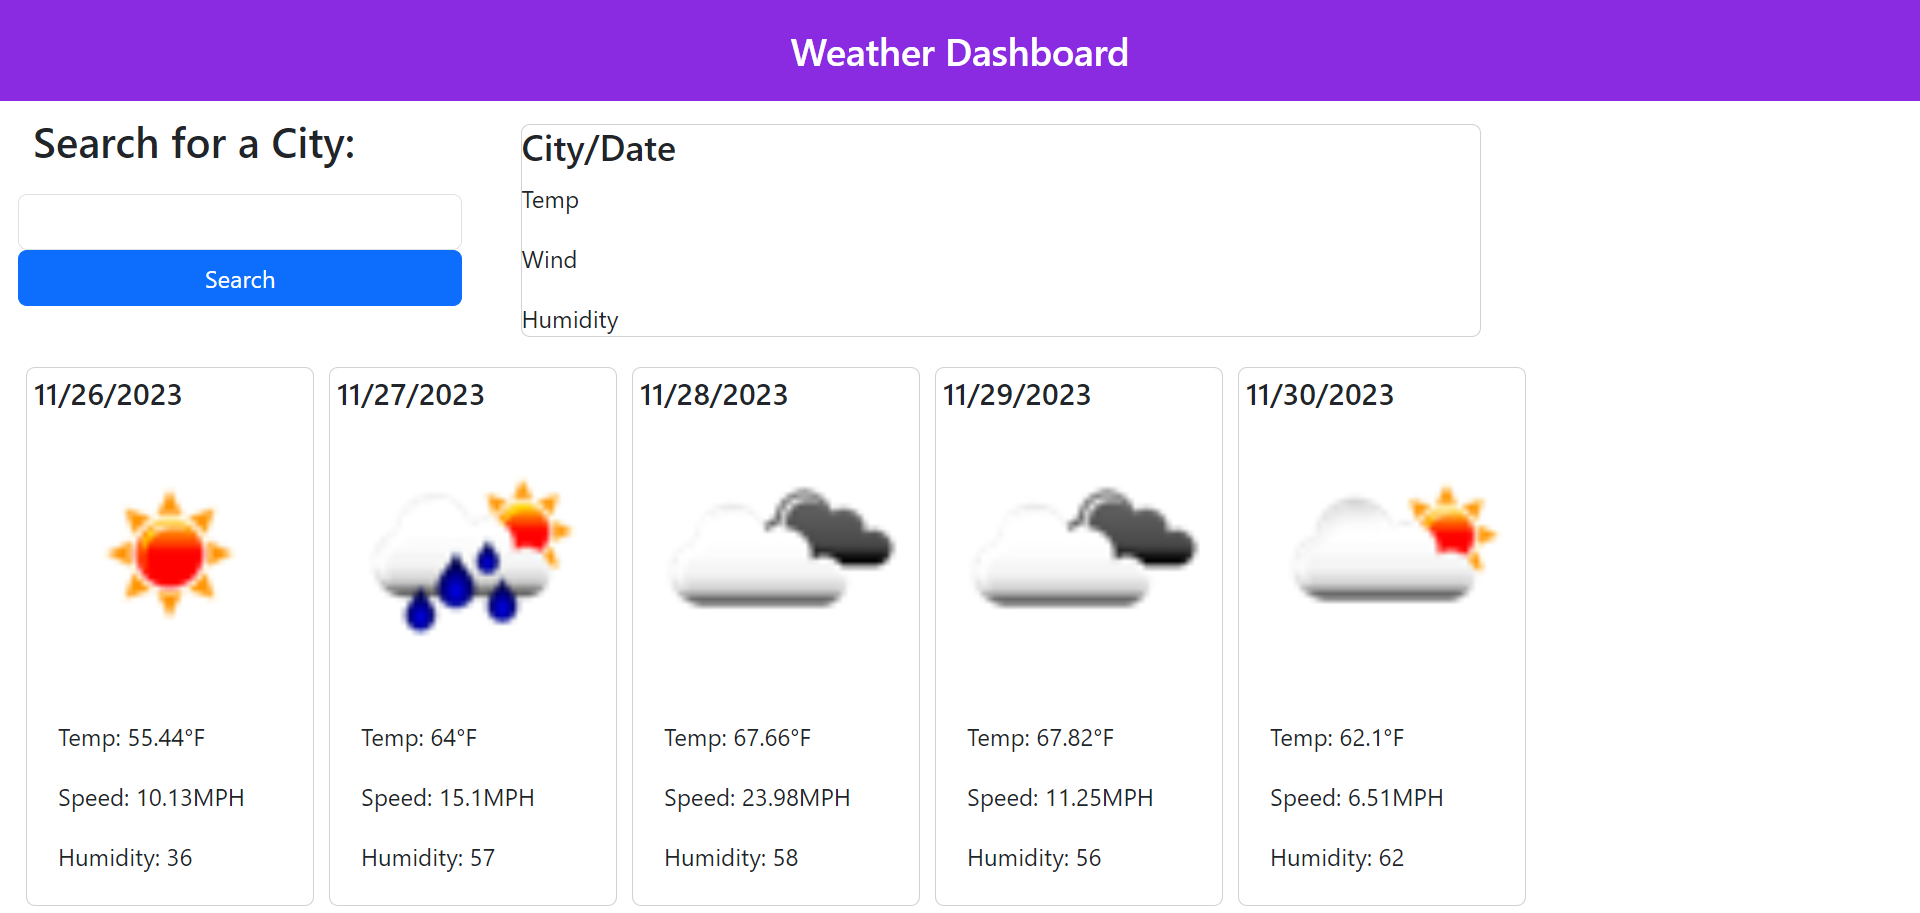 Weather Dashboard
Search for a City:
Search
City/Date
Temp
Wind
Humidity
11/26/2023
Temp: 55.44°F
Speed: 10.13MPH
Humidity: 36
11/27/2023
Temp: 64°F
Speed: 15.1MPH
Humidity: 57
11/28/2023
Temp: 67.66°F
Speed: 23.98MPH
Humidity: 58
11/29/2023
Temp: 67.82°F
Speed: 11.25MPH
Humidity: 56
11/30/2023
Temp: 62.1°F
Speed: 6.51MPH
Humidity: 62